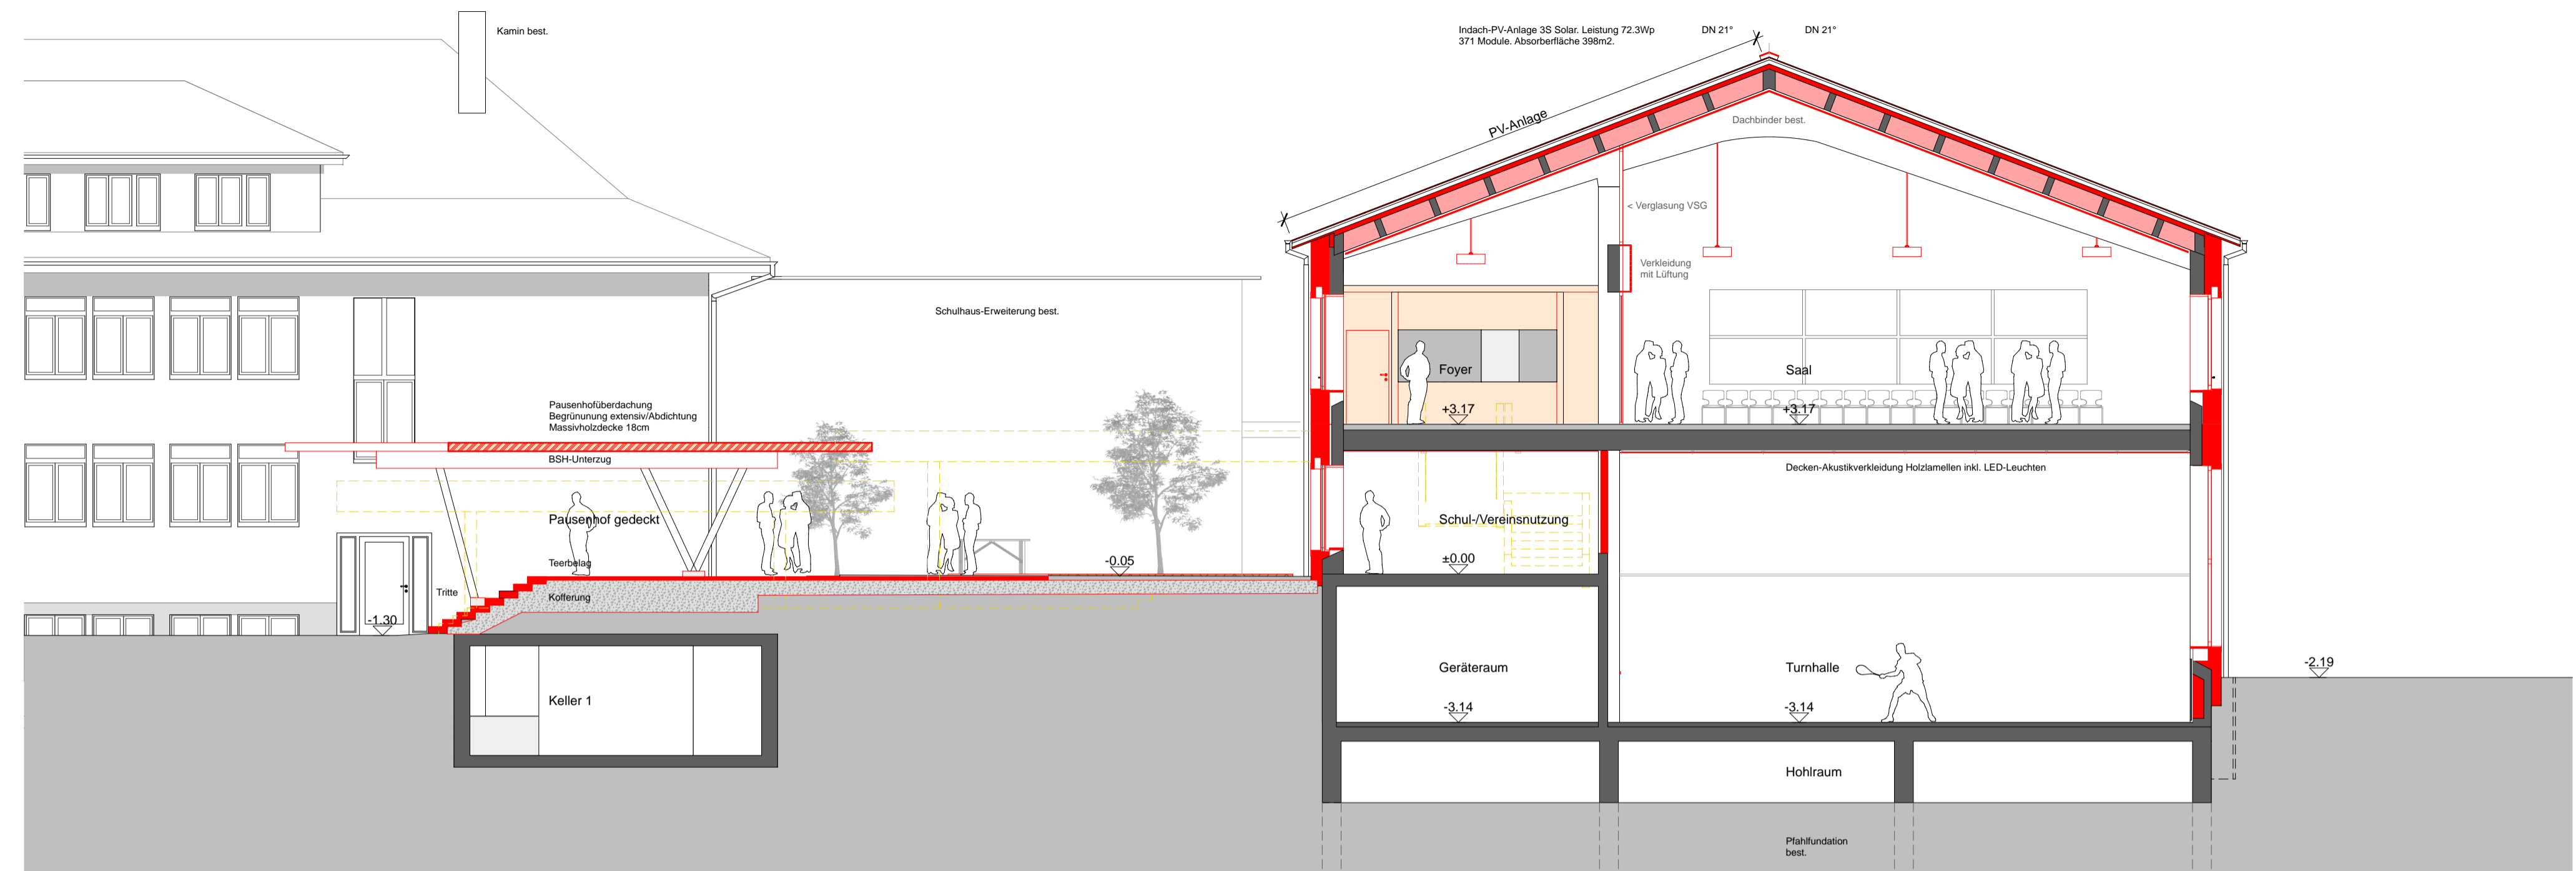 Kamin best.
Indach-PV-Anlage 3S Solar. Leistung 72.3Wp
371 Module. Absorberfläche 398m2.
DN 21°
DN 21°
PV-Anlage
Dachbinder best.
< Verglasung VSG
Verkleidung
mit Lüftung
Schulhaus-Erweiterung best.
Foyer
Saal
+3.17
+3.17
Pausenhofüberdachung
Begrünunung extensiv/Abdichtung
Massivholzdecke 18cm
BSH-Unterzug
Decken-Akustikverkleidung Holzlamellen inkl. LED-Leuchten
Pausenhof gedeckt
Schul-/Vereinsnutzung
Teerbelag
-0.05
±0.00
Tritte
Kofferung
-1.30
Geräteraum
Turnhalle
-2.19
Keller 1
-3.14
-3.14
Hohlraum
Pfahlfundation
best.